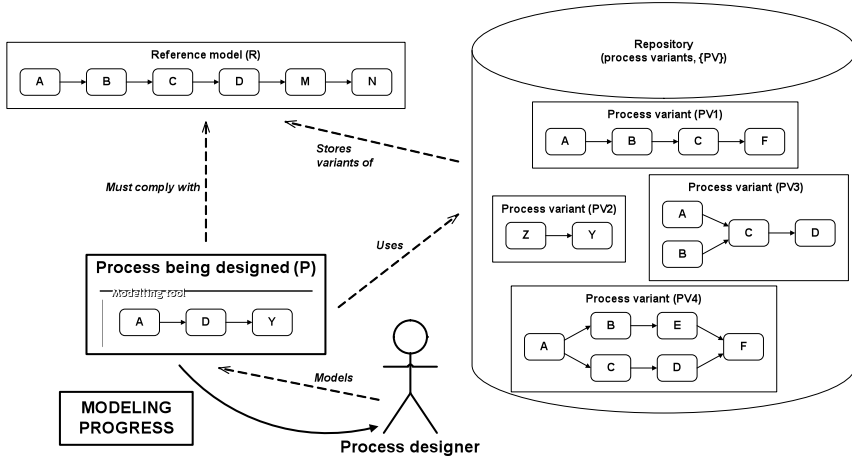 Reference model (R)
A B C D M N
Repository
(process variants, {PV})
Process variant (PV1)
A B C F
Stores
variants of
Must comply with
Process variant (PV2)
Z Y
Process variant (PV3)
A
B
C D
Uses
Process being designed (P)
Modelling tool
A D Y
Process variant (PV4)
A
B E
C D
F
Models
MODELING
PROGRESS
Process designer